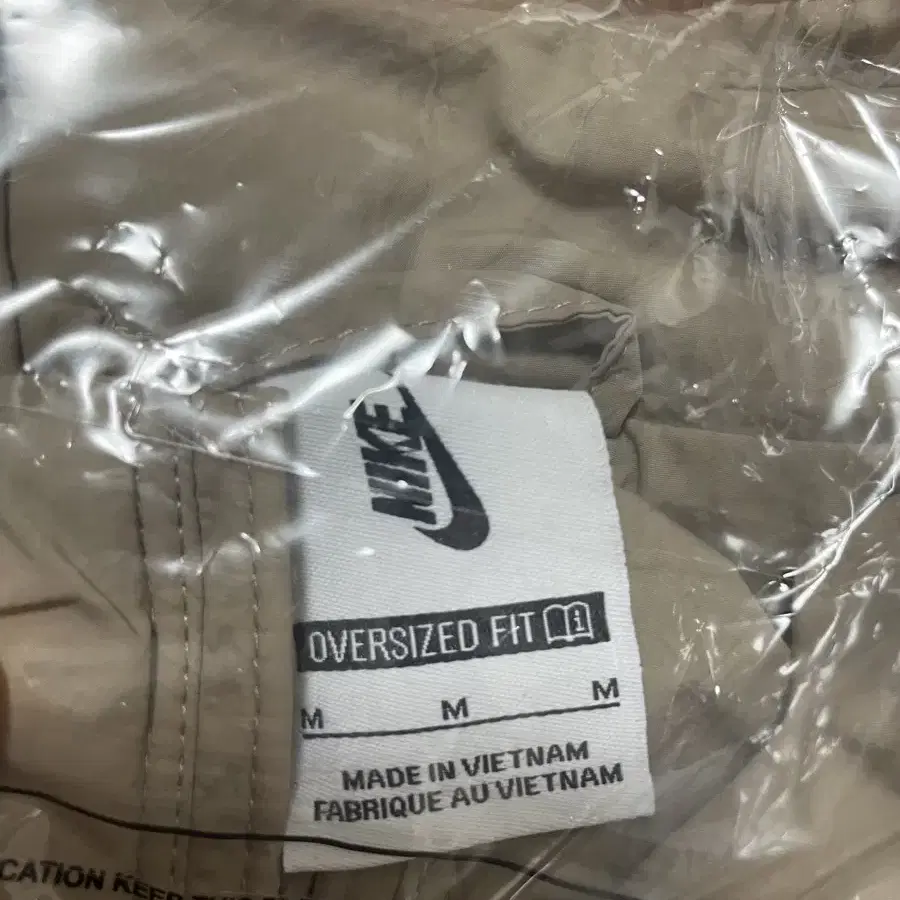 NIKE
OVERSIZED FIT
M M M
MADE IN VIETNAM
FABRIQUE AU VIETNAM
CATION KEEP THIS